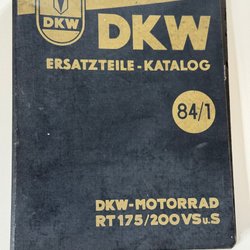 DKW
DKW
ERSATZTEILE-KATALOG
84/1
DKW-MOTORRAD
RT 175/200 VS u. S